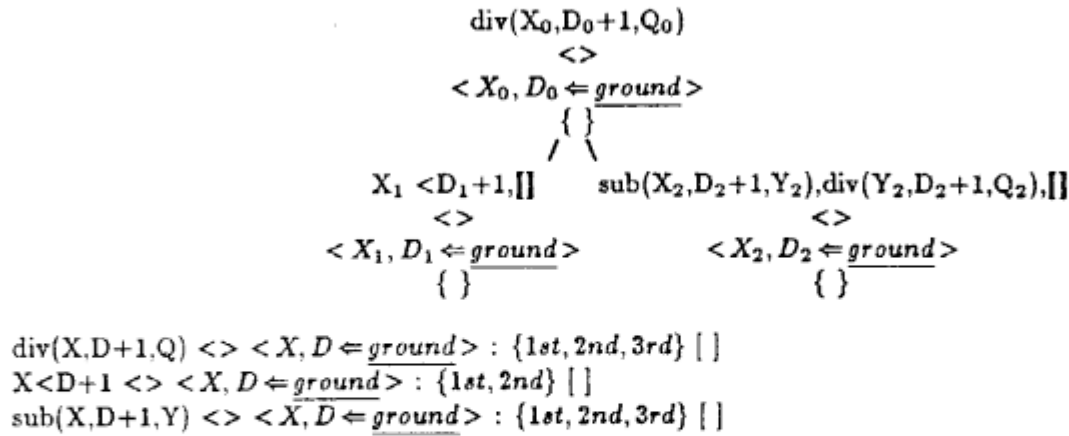 div(X₀,D₀+1,Q₀)
<>
< X₀, D₀ ⇐ ground >
{ }
/ \
X₁ <D₁+1,[] sub(X₂,D₂+1,Y₂),div(Y₂,D₂+1,Q₂),[]
<> <>
< X₁, D₁ ⇐ ground > < X₂, D₂ ⇐ ground >
{ } { }
div(X,D+1,Q) <> < X, D ⇐ ground > : {1st, 2nd, 3rd} [ ]
X<D+1 <> < X, D ⇐ ground > : {1st, 2nd} [ ]
sub(X,D+1,Y) <> < X, D ⇐ ground > : {1st, 2nd, 3rd} [ ]